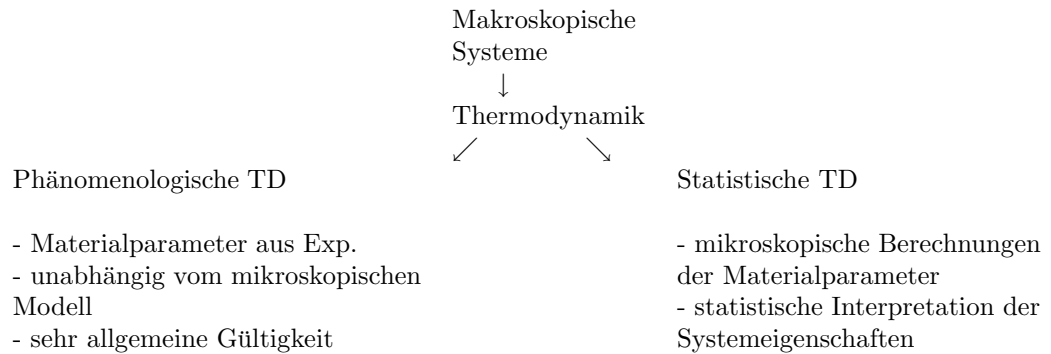 Makroskopische
Systeme
↓
Thermodynamik
↙ ↘
Phänomenologische TD
- Materialparameter aus Exp.
- unabhängig vom mikroskopischen
Modell
- sehr allgemeine Gültigkeit
Statistische TD
- mikroskopische Berechnungen
der Materialparameter
- statistische Interpretation der
Systemeigenschaften